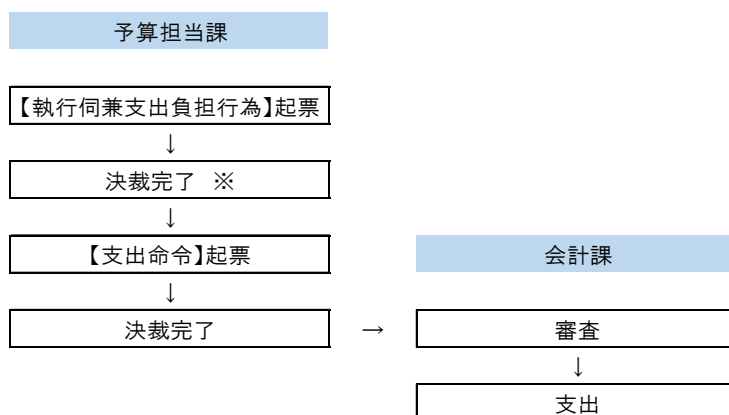 予算担当課
【執行伺兼支出負担行為】起票
↓
決裁完了　※
↓
【支出命令】起票
会計課
↓
決裁完了
→
審査
↓
支出